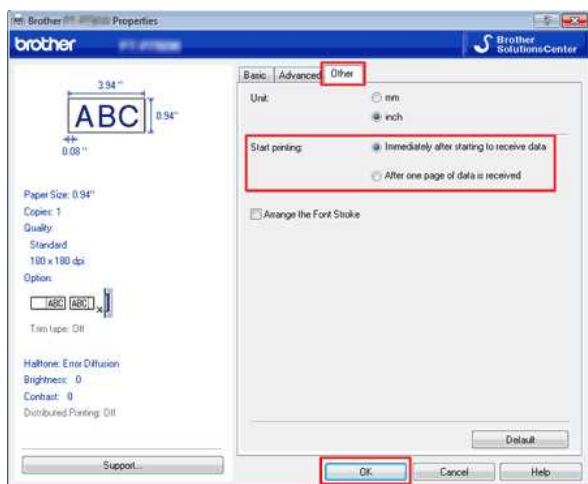 Brother Properties
brother
Brother
SolutionsCenter
3.94 "
ABC
0.94"
0.08 "
Paper Size: 0.94"
Copies: 1
Quality:
Standard
180 x 180 dpi
Option:
ABC ABC
Trim tape: Off
Halftone: Error Diffusion
Brightness: 0
Contrast: 0
Distributed Printing: Off
Support...
Basic Advanced Other
Unit:
mm
inch
Start printing:
Immediately after starting to receive data
After one page of data is received
Arrange the Font Stroke
Default
OK Cancel Help